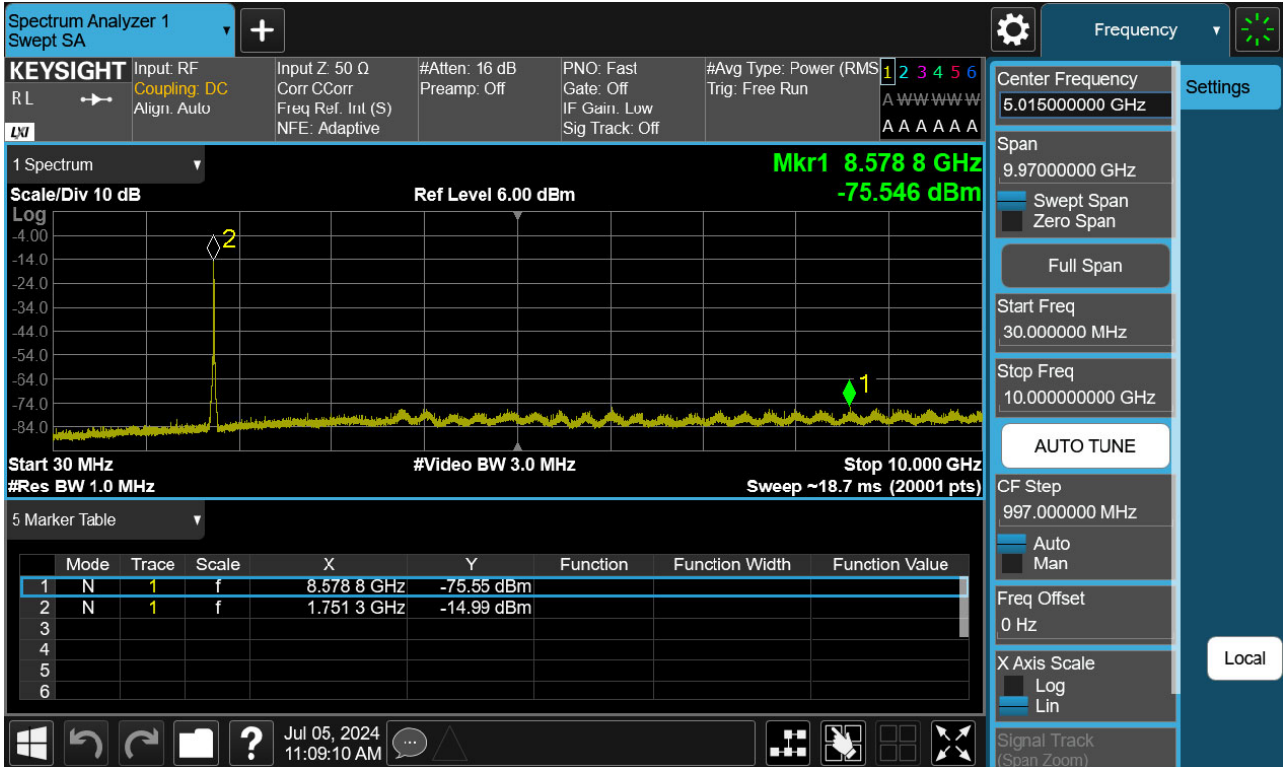 Spectrum Analyzer 1
Swept SA
+
Frequency
KEYSIGHT
R L
LXI
Input: RF
Coupling: DC
Align: Auto
Input Z: 50 Ω
Corr CCorr
Freq Ref: Int (S)
NFE: Adaptive
#Atten: 16 dB
Preamp: Off
PNO: Fast
Gate: Off
IF Gain: Low
Sig Track: Off
#Avg Type: Power (RMS
Trig: Free Run
1 2 3 4 5 6
A W W W W W
A A A A A A
1 Spectrum
Scale/Div 10 dB
Ref Level 6.00 dBm
Mkr1 8.578 8 GHz
-75.546 dBm
Log
-4.00
-14.0
-24.0
-34.0
-44.0
-54.0
-64.0
-74.0
-84.0
2
1
Start 30 MHz
#Video BW 3.0 MHz
Stop 10.000 GHz
#Res BW 1.0 MHz
Sweep ~18.7 ms (20001 pts)
5 Marker Table
Mode Trace Scale X Y Function Function Width Function Value
1 N 1 f 8.578 8 GHz -75.55 dBm
2 N 1 f 1.751 3 GHz -14.99 dBm
3
4
5
6
Jul 05, 2024
11:09:10 AM
?
Center Frequency
5.015000000 GHz
Settings
Span
9.97000000 GHz
Swept Span
Zero Span
Full Span
Start Freq
30.000000 MHz
Stop Freq
10.000000000 GHz
AUTO TUNE
CF Step
997.000000 MHz
Auto
Man
Freq Offset
0 Hz
X Axis Scale
Log
Lin
Local
Signal Track
(Span Zoom)